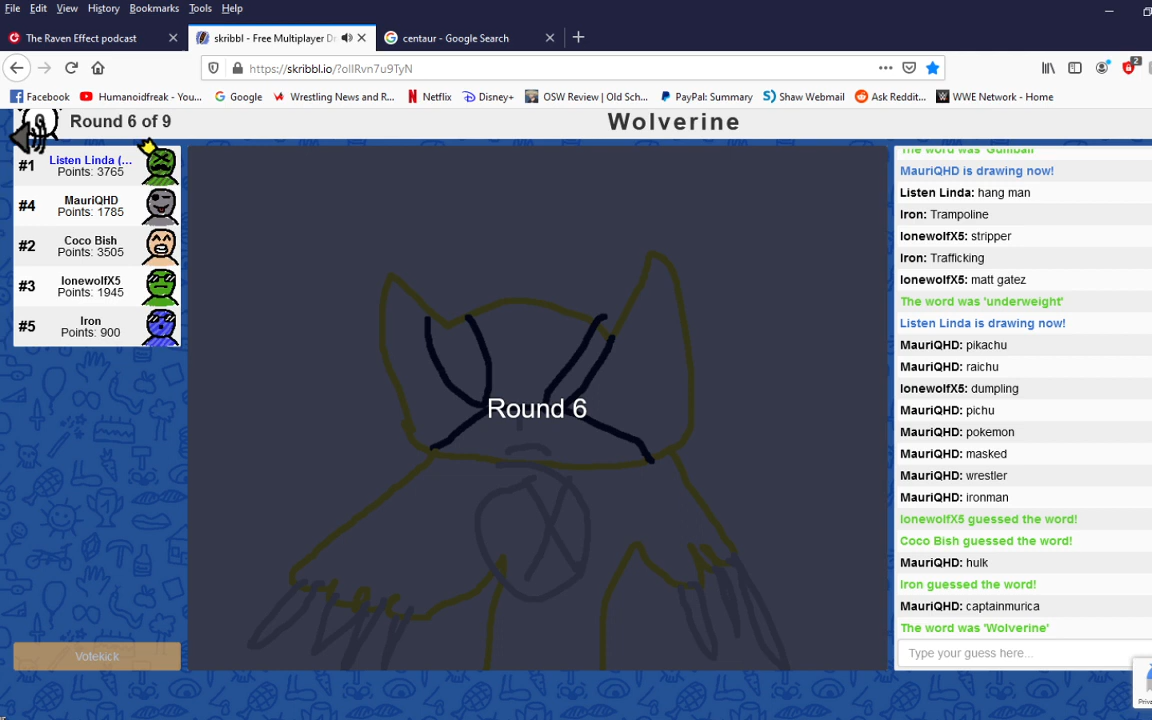 File Edit View History Bookmarks Tools Help
The Raven Effect podcast
skribbl - Free Multiplayer Dr
centaur - Google Search
https://skribbl.io/?olIRvn7u9TyN
2
Facebook
Humanoidfreak - You...
Google
Wrestling News and R...
Netflix
Disney+
OSW Review | Old Sch...
PayPal: Summary
Shaw Webmail
Ask Reddit...
WWE Network - Home
0
Round 6 of 9
Wolverine
#1
Listen Linda (...
Points: 3765
#4
MauriQHD
Points: 1785
#2
Coco Bish
Points: 3505
#3
lonewolfX5
Points: 1945
#5
Iron
Points: 900
Votekick
Round 6
X
The word was 'Gumball'
MauriQHD is drawing now!
Listen Linda: hang man
Iron: Trampoline
lonewolfX5: stripper
Iron: Trafficking
lonewolfX5: matt gatez
The word was 'underweight'
Listen Linda is drawing now!
MauriQHD: pikachu
MauriQHD: raichu
lonewolfX5: dumpling
MauriQHD: pichu
MauriQHD: pokemon
MauriQHD: masked
MauriQHD: wrestler
MauriQHD: ironman
lonewolfX5 guessed the word!
Coco Bish guessed the word!
MauriQHD: hulk
Iron guessed the word!
MauriQHD: captainmurica
The word was 'Wolverine'
Type your guess here...